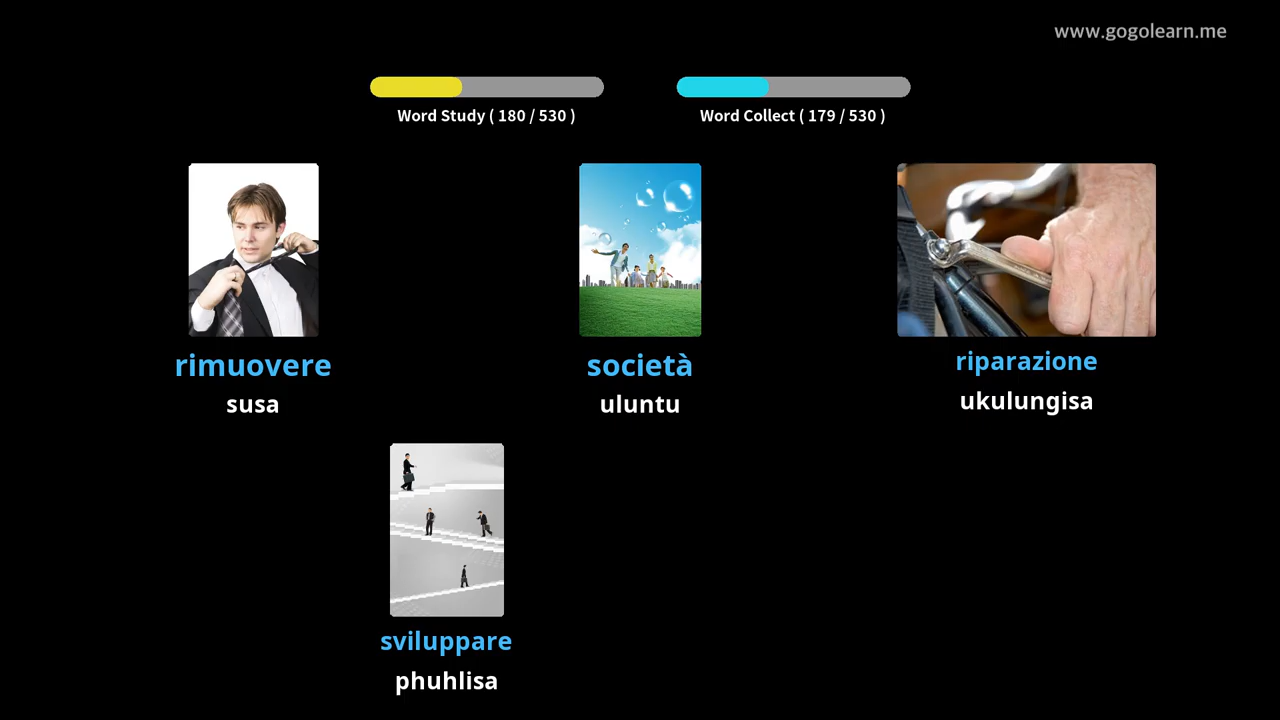 www.gogolearn.me
Word Study ( 180 / 530 )
Word Collect ( 179 / 530 )
rimuovere
susa
società
uluntu
riparazione
ukulungisa
sviluppare
phuhlisa